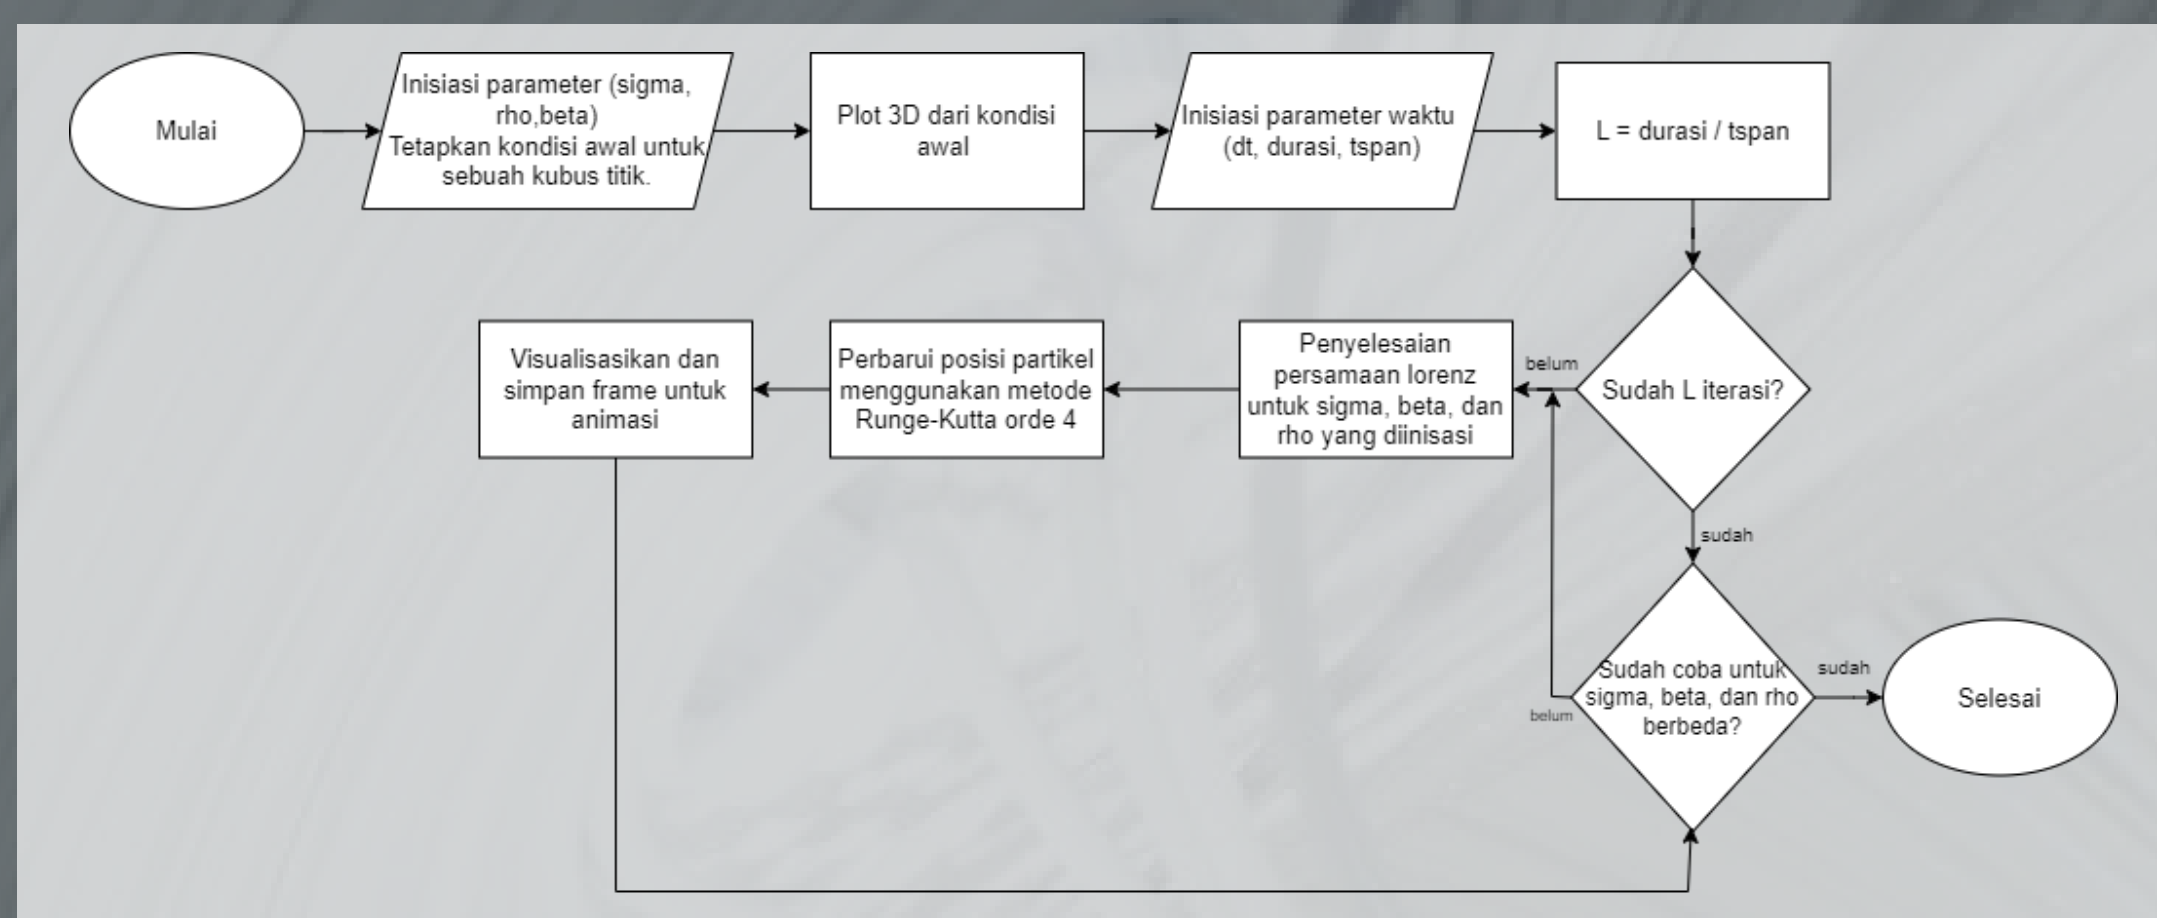 Mulai
Inisiasi parameter (sigma,
rho,beta)
Tetapkan kondisi awal untuk
sebuah kubus titik.
Plot 3D dari kondisi
awal
Inisiasi parameter waktu
(dt, durasi, tspan)
L = durasi / tspan
Sudah L iterasi?
belum
Penyelesaian
persamaan lorenz
untuk sigma, beta, dan
rho yang diinisasi
Perbarui posisi partikel
menggunakan metode
Runge-Kutta orde 4
Visualisasikan dan
simpan frame untuk
animasi
sudah
Sudah coba untuk
sigma, beta, dan rho
berbeda?
belum
sudah
Selesai